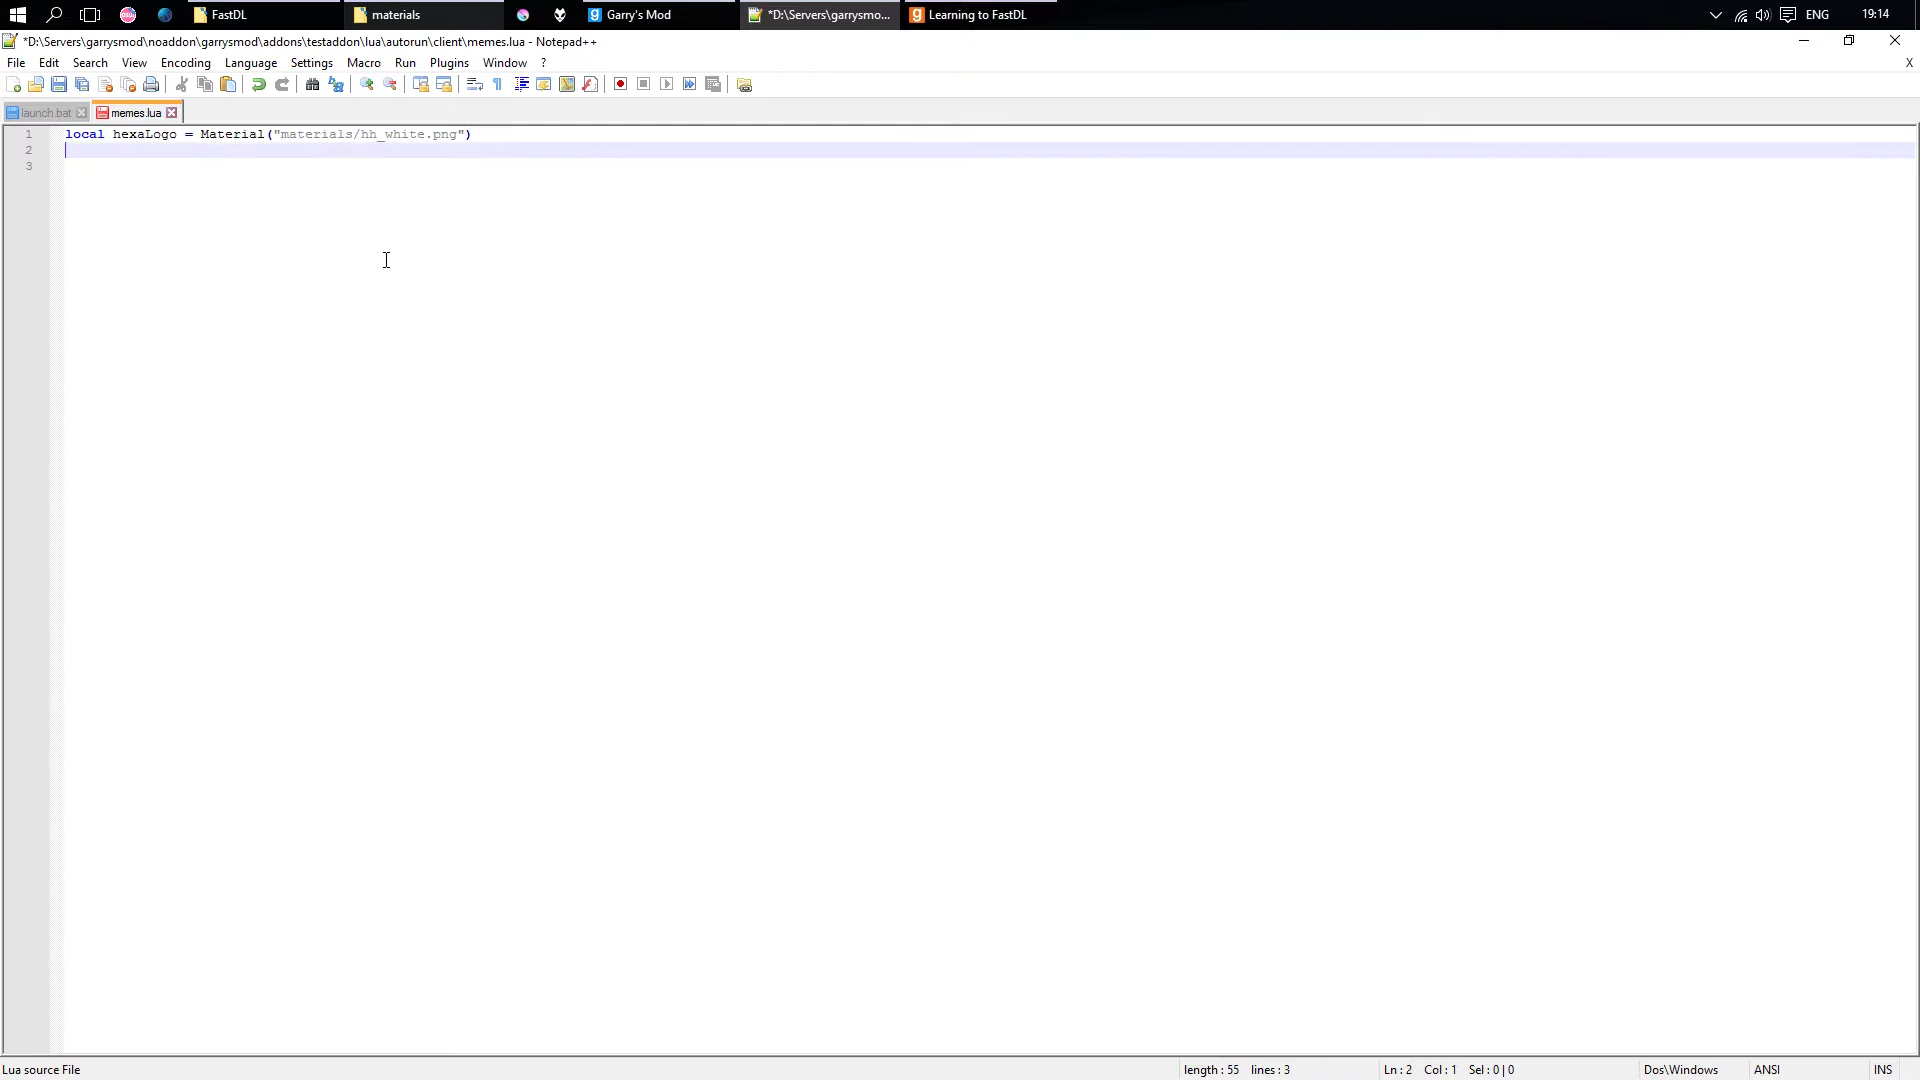 FastDL
materials
Garry's Mod
*D:\Servers\garrysmo...
Learning to FastDL
ENG
19:14
*D:\Servers\garrysmod\noaddon\garrysmod\addons\testaddon\lua\autorun\client\memes.lua - Notepad++
File Edit Search View Encoding Language Settings Macro Run Plugins Window ?
X
launch.bat
memes.lua
1 local hexaLogo = Material("materials/hh_white.png")
2
3
Lua source File
length : 55 lines : 3
Ln : 2 Col : 1 Sel : 0 | 0
Dos\Windows
ANSI
INS